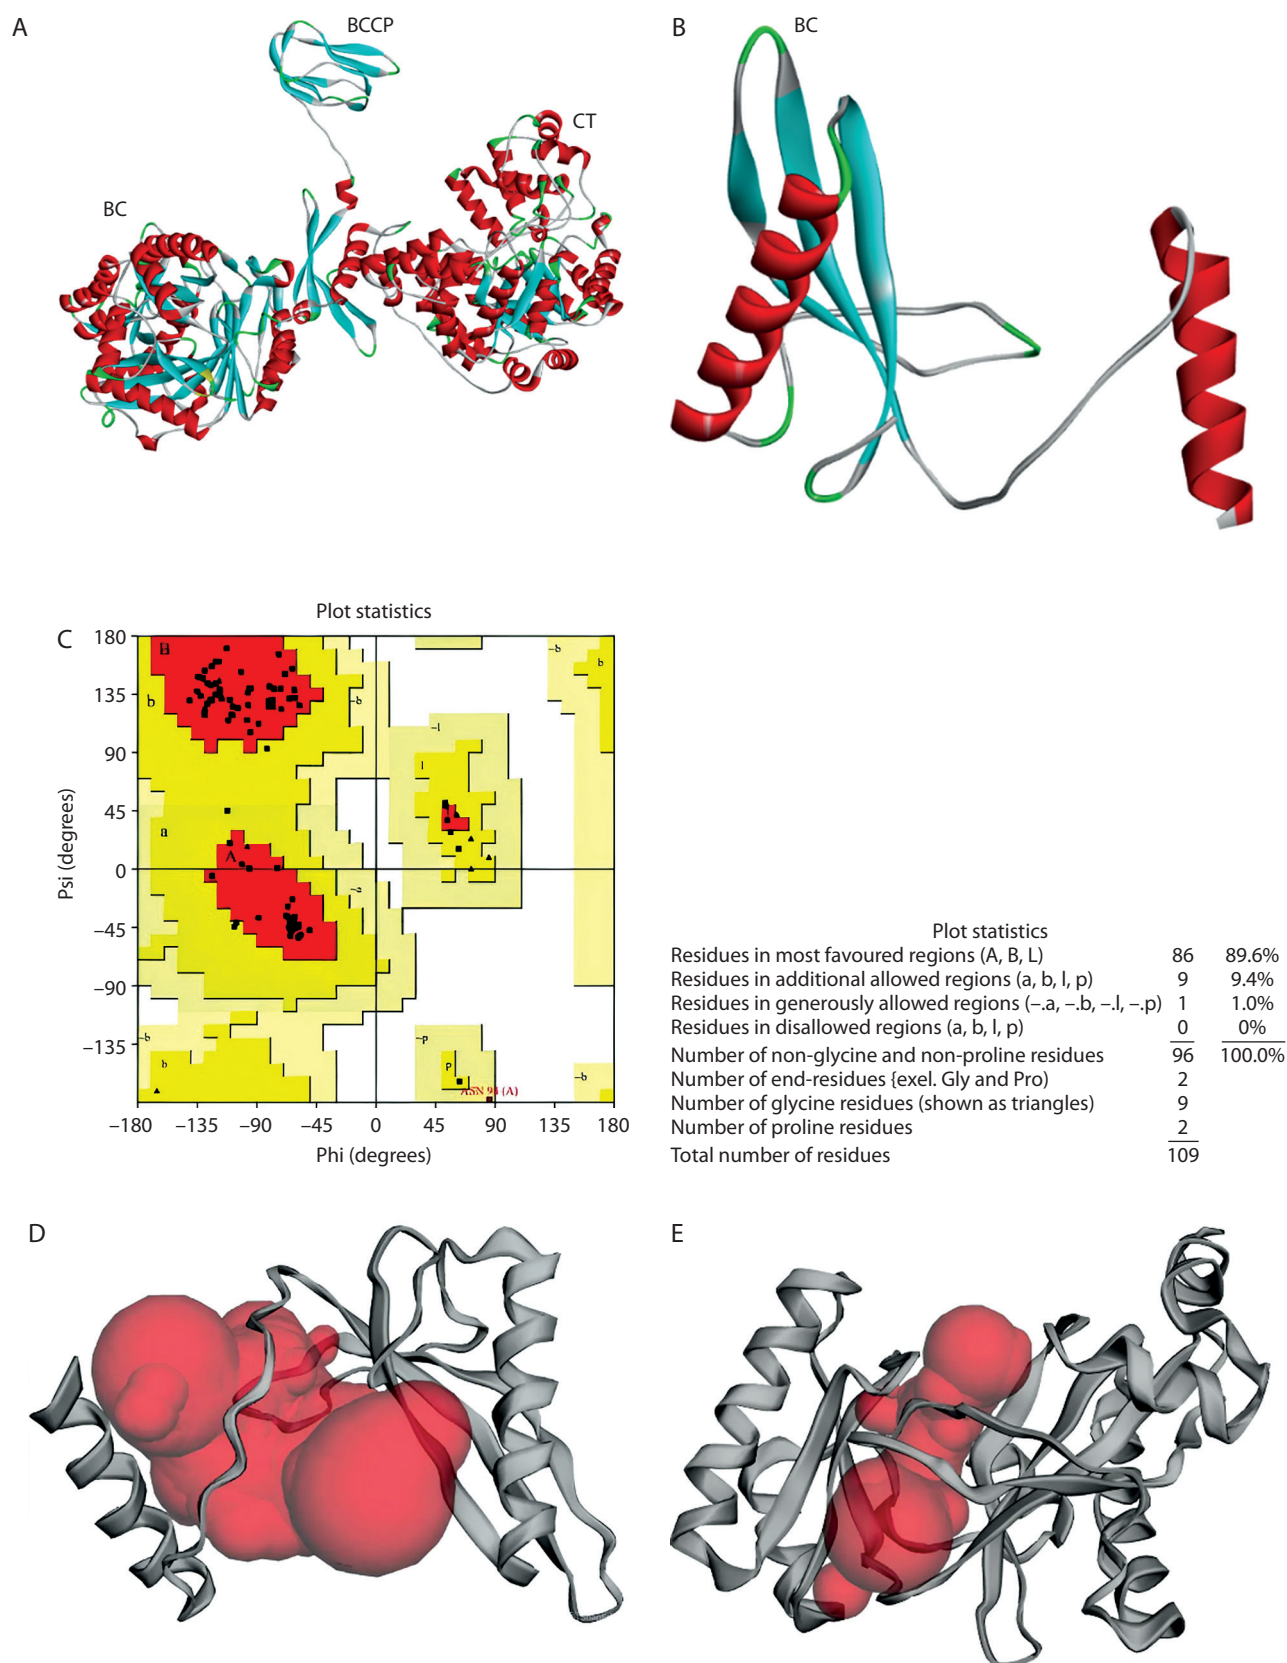 A
BCCP
CT
BC
B
BC
C
Plot statistics
180
135
90
45
0
−45
−90
−135
Psi (degrees)
B
b
~b
~b
b
~l
l
a
A
~a
~b
b
~p
p
~b
ASN 94 (A)
−180
−135
−90
−45
0
45
90
135
180
Phi (degrees)
Plot statistics
Residues in most favoured regions (A, B, L) 86 89.6%
Residues in additional allowed regions (a, b, l, p) 9 9.4%
Residues in generously allowed regions (−.a, −.b, −.l, −.p) 1 1.0%
Residues in disallowed regions (a, b, l, p) 0 0%
Number of non-glycine and non-proline residues 96 100.0%
Number of end-residues {exel. Gly and Pro) 2
Number of glycine residues (shown as triangles) 9
Number of proline residues 2
Total number of residues 109
D
E